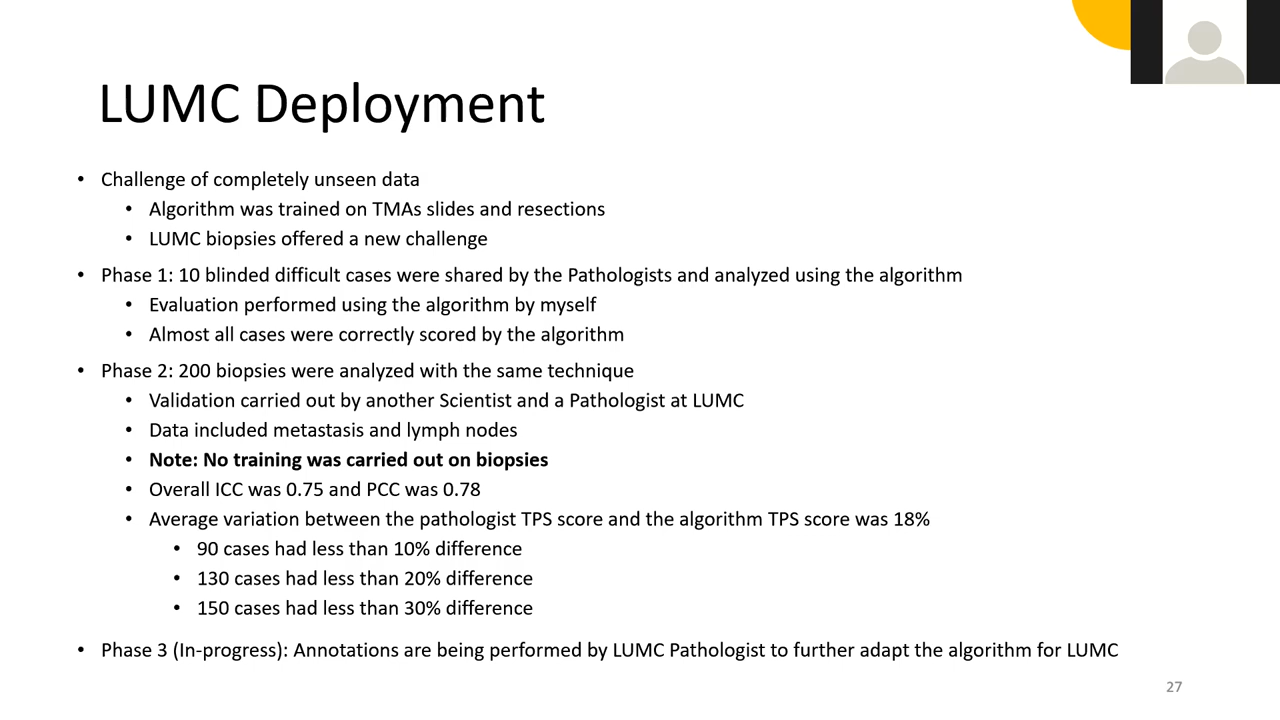 LUMC Deployment
• Challenge of completely unseen data
• Algorithm was trained on TMAs slides and resections
• LUMC biopsies offered a new challenge
• Phase 1: 10 blinded difficult cases were shared by the Pathologists and analyzed using the algorithm
• Evaluation performed using the algorithm by myself
• Almost all cases were correctly scored by the algorithm
• Phase 2: 200 biopsies were analyzed with the same technique
• Validation carried out by another Scientist and a Pathologist at LUMC
• Data included metastasis and lymph nodes
• Note: No training was carried out on biopsies
• Overall ICC was 0.75 and PCC was 0.78
• Average variation between the pathologist TPS score and the algorithm TPS score was 18%
• 90 cases had less than 10% difference
• 130 cases had less than 20% difference
• 150 cases had less than 30% difference
• Phase 3 (In-progress): Annotations are being performed by LUMC Pathologist to further adapt the algorithm for LUMC
27